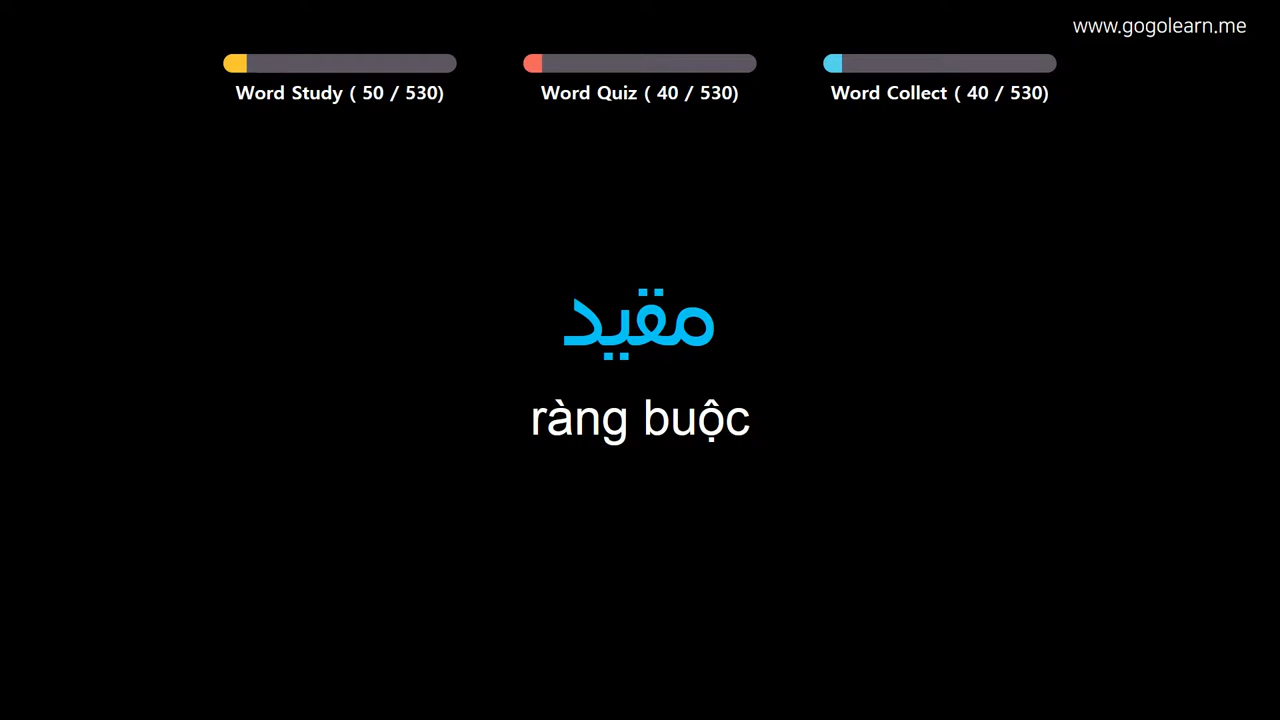 www.gogolearn.me
Word Study ( 50 / 530)
Word Quiz ( 40 / 530)
Word Collect ( 40 / 530)
مقيد
ràng buộc